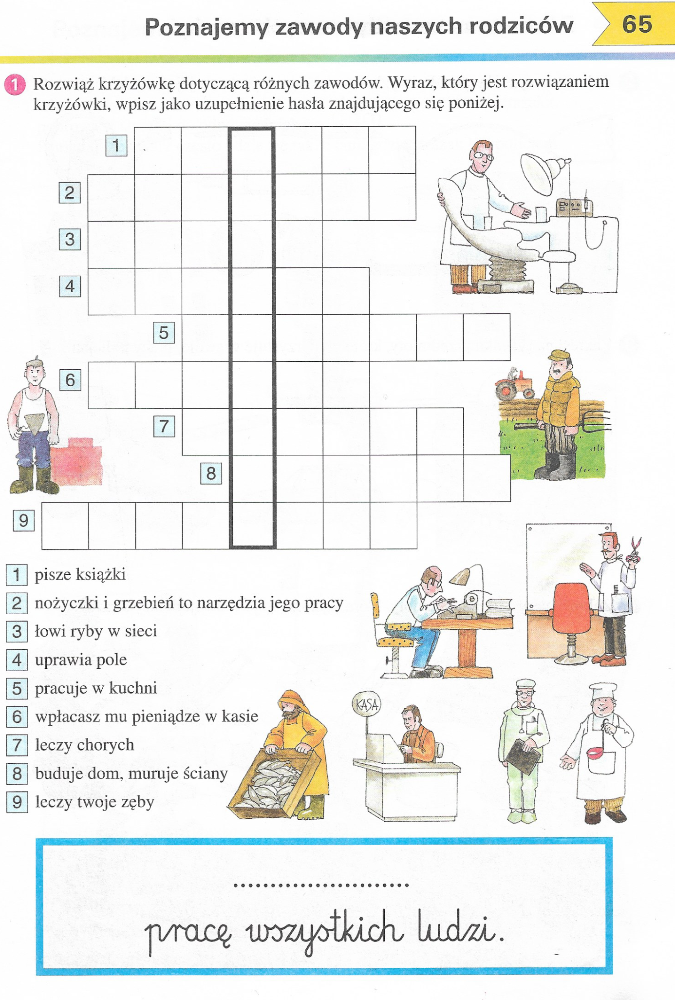 Poznajemy zawody naszych rodziców
65
1 Rozwiąż krzyżówkę dotyczącą różnych zawodów. Wyraz, który jest rozwiązaniem
krzyżówki, wpisz jako uzupełnienie hasła znajdującego się poniżej.
1
2
3
4
5
6
7
8
9
1 pisze książki
2 nożyczki i grzebień to narzędzia jego pracy
3 łowi ryby w sieci
4 uprawia pole
5 pracuje w kuchni
6 wpłacasz mu pieniądze w kasie
7 leczy chorych
8 buduje dom, muruje ściany
9 leczy twoje zęby
KASA
........................
pracę wszystkich ludzi.